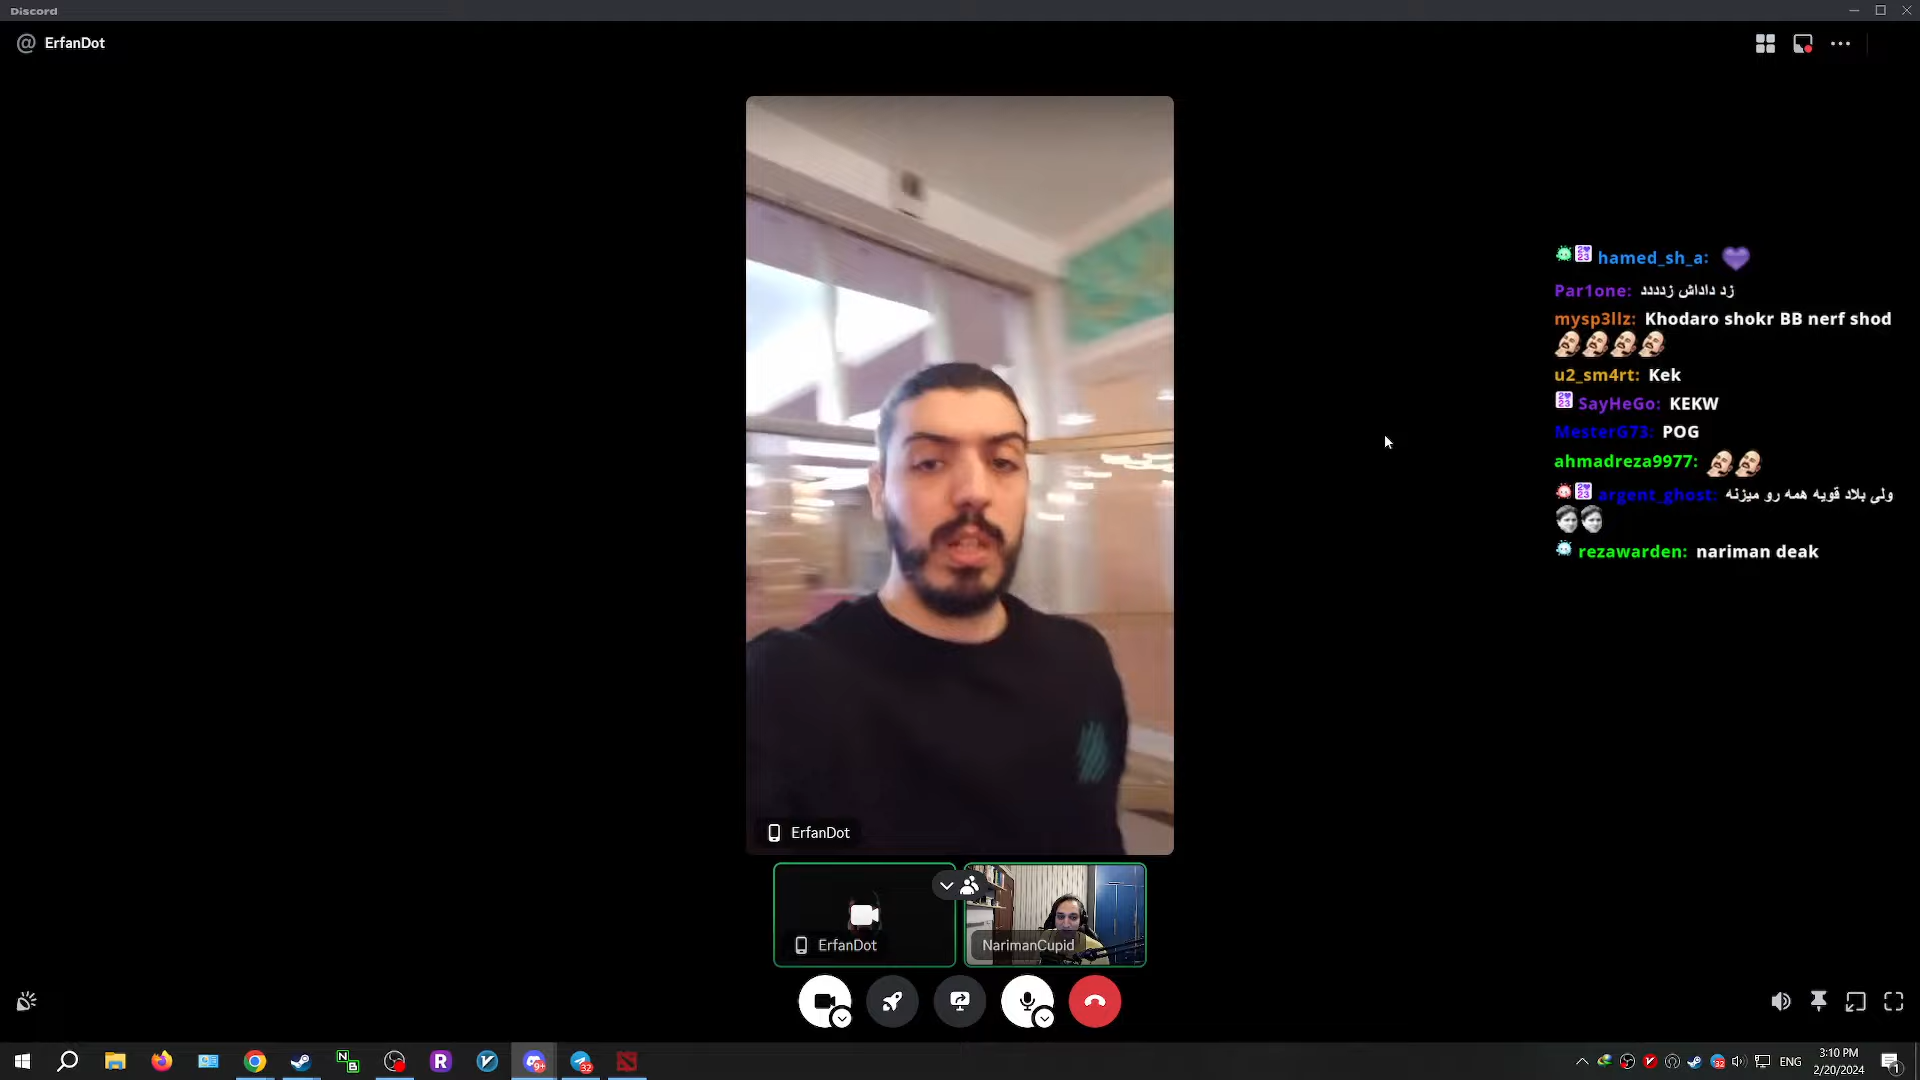 Discord
ErfanDot
hamed_sh_a:
Par1one: زد داداش زدددد
mysp3llz: Khodaro shokr BB nerf shod
u2_sm4rt: Kek
SayHeGo: KEKW
MesterG73: POG
ahmadreza9977:
argent_ghost: ولی بلاد قویه همه رو میزنه
rezawarden: nariman deak
ErfanDot
ErfanDot
NarimanCupid
ENG
3:10 PM
2/20/2024